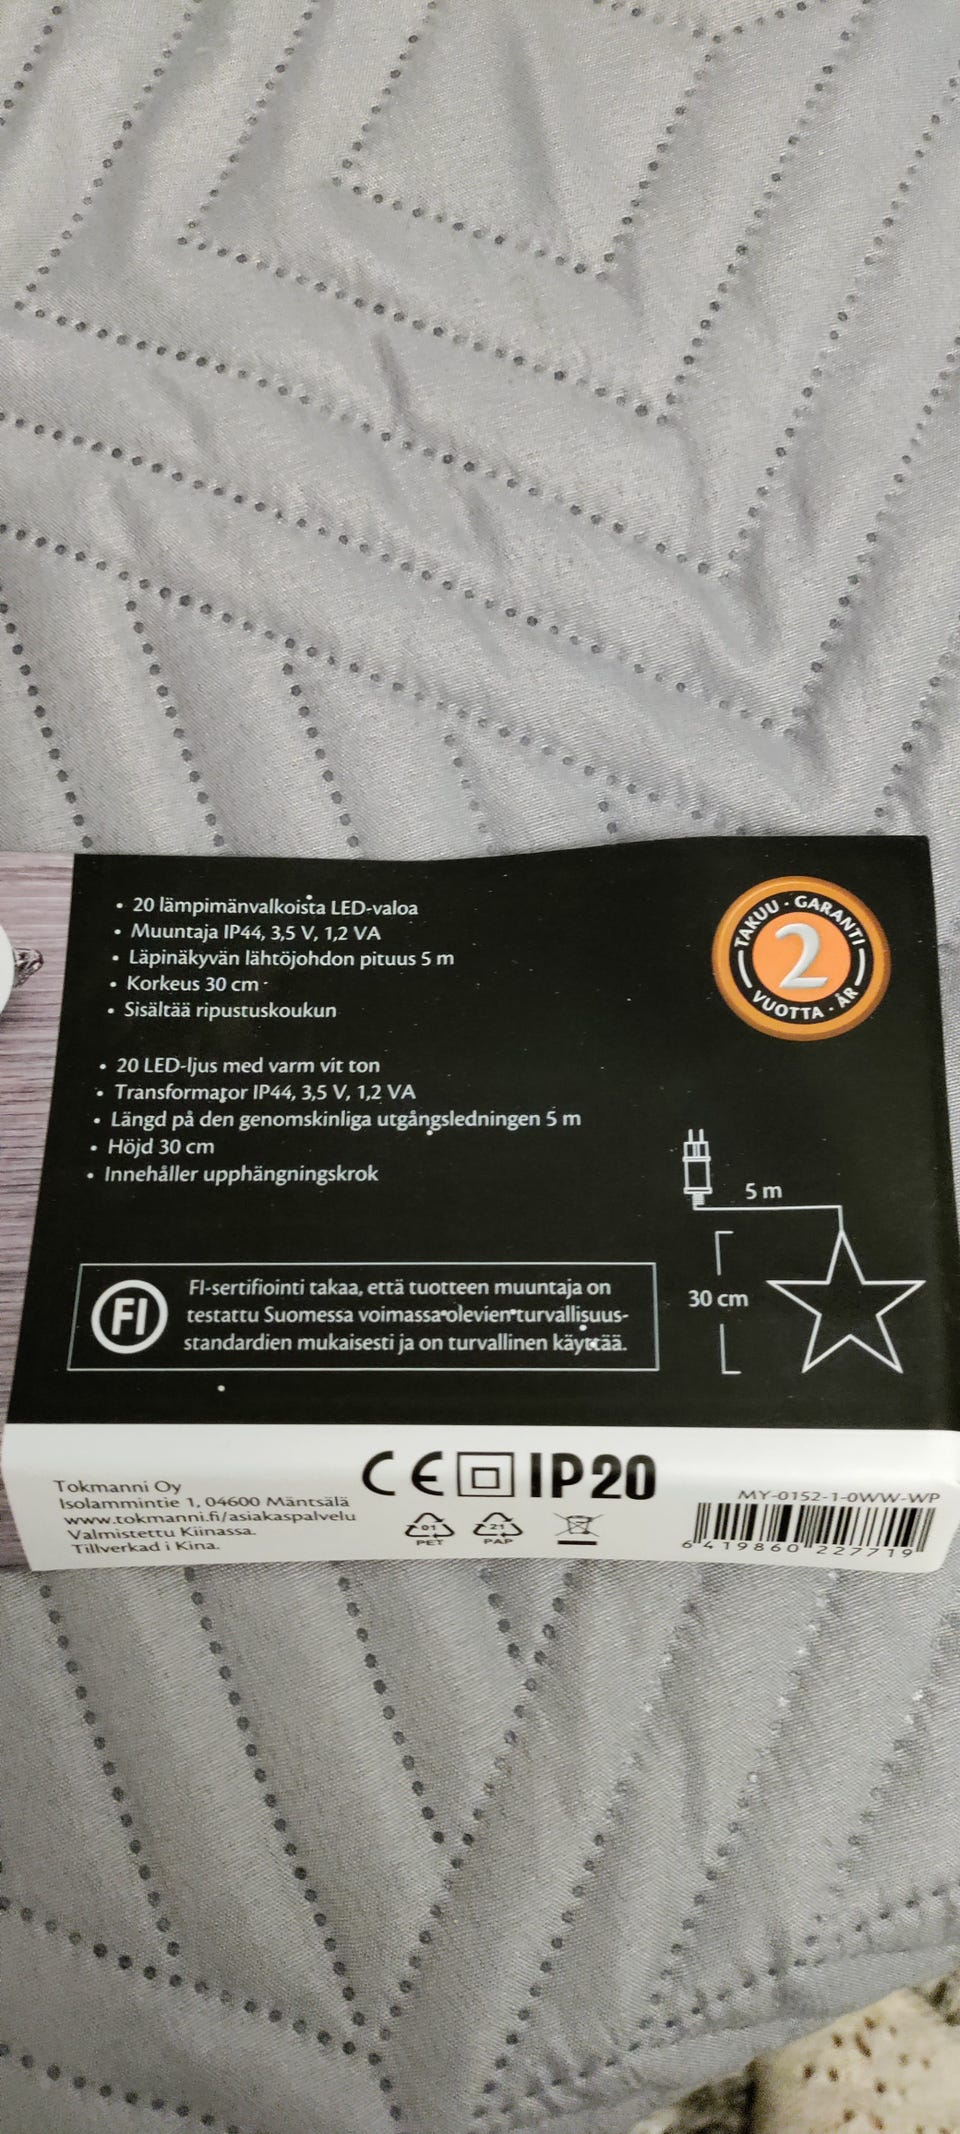 • 20 lämpimänvalkoista LED-valoa
• Muuntaja IP44, 3,5 V, 1,2 VA
• Läpinäkyvän lähtöjohdon pituus 5 m
• Korkeus 30 cm
• Sisältää ripustuskoukun
TAKUU · GARANTI
2
VUOTTA · ÅR
• 20 LED-ljus med varm vit ton
• Transformator IP44, 3,5 V, 1,2 VA
• Längd på den genomskinliga utgångsledningen 5 m
• Höjd 30 cm
• Innehåller upphängningskrok
5 m
30 cm
FI
FI-sertifiointi takaa, että tuotteen muuntaja on
testattu Suomessa voimassa olevien turvallisuus-
standardien mukaisesti ja on turvallinen käyttää.
Tokmanni Oy
Isolammintie 1, 04600 Mäntsälä
www.tokmanni.fi/asiakaspalvelu
Valmistettu Kiinassa.
Tillverkad i Kina.
CE IP20
01
PET
21
PAP
MY-0152-1-0WW-WP
6 419860 227719